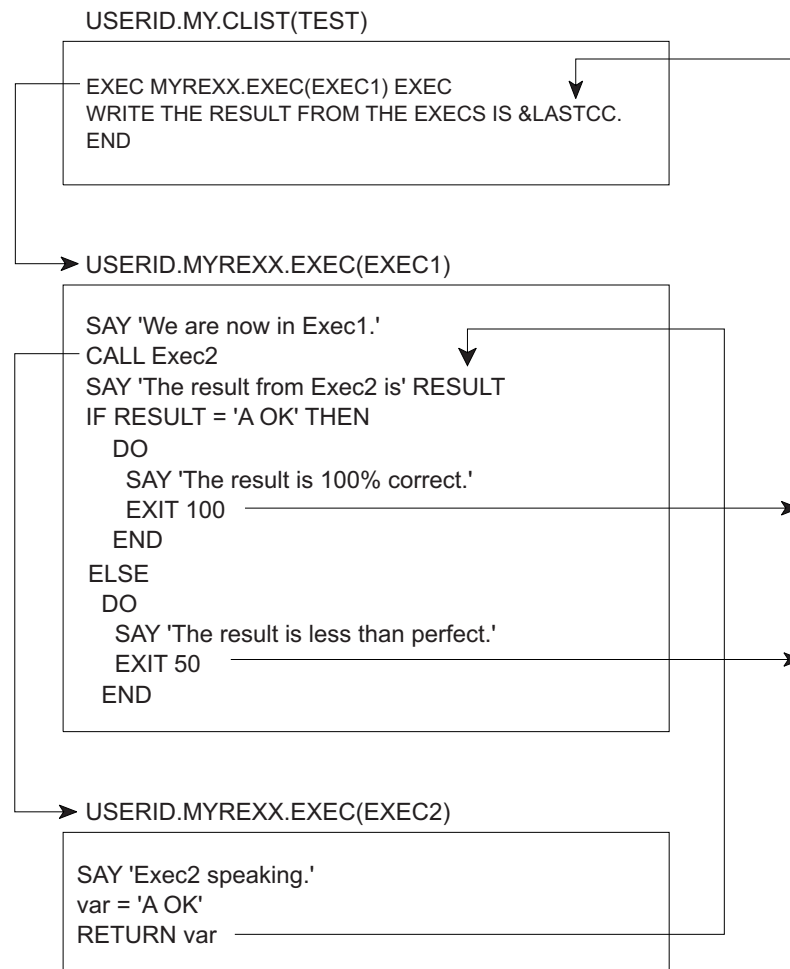 USERID.MY.CLIST(TEST)
EXEC MYREXX.EXEC(EXEC1) EXEC
WRITE THE RESULT FROM THE EXECS IS &LASTCC.
END
USERID.MYREXX.EXEC(EXEC1)
SAY 'We are now in Exec1.'
CALL Exec2
SAY 'The result from Exec2 is' RESULT
IF RESULT = 'A OK' THEN
DO
SAY 'The result is 100% correct.'
EXIT 100
END
ELSE
DO
SAY 'The result is less than perfect.'
EXIT 50
END
USERID.MYREXX.EXEC(EXEC2)
SAY 'Exec2 speaking.'
var = 'A OK'
RETURN var